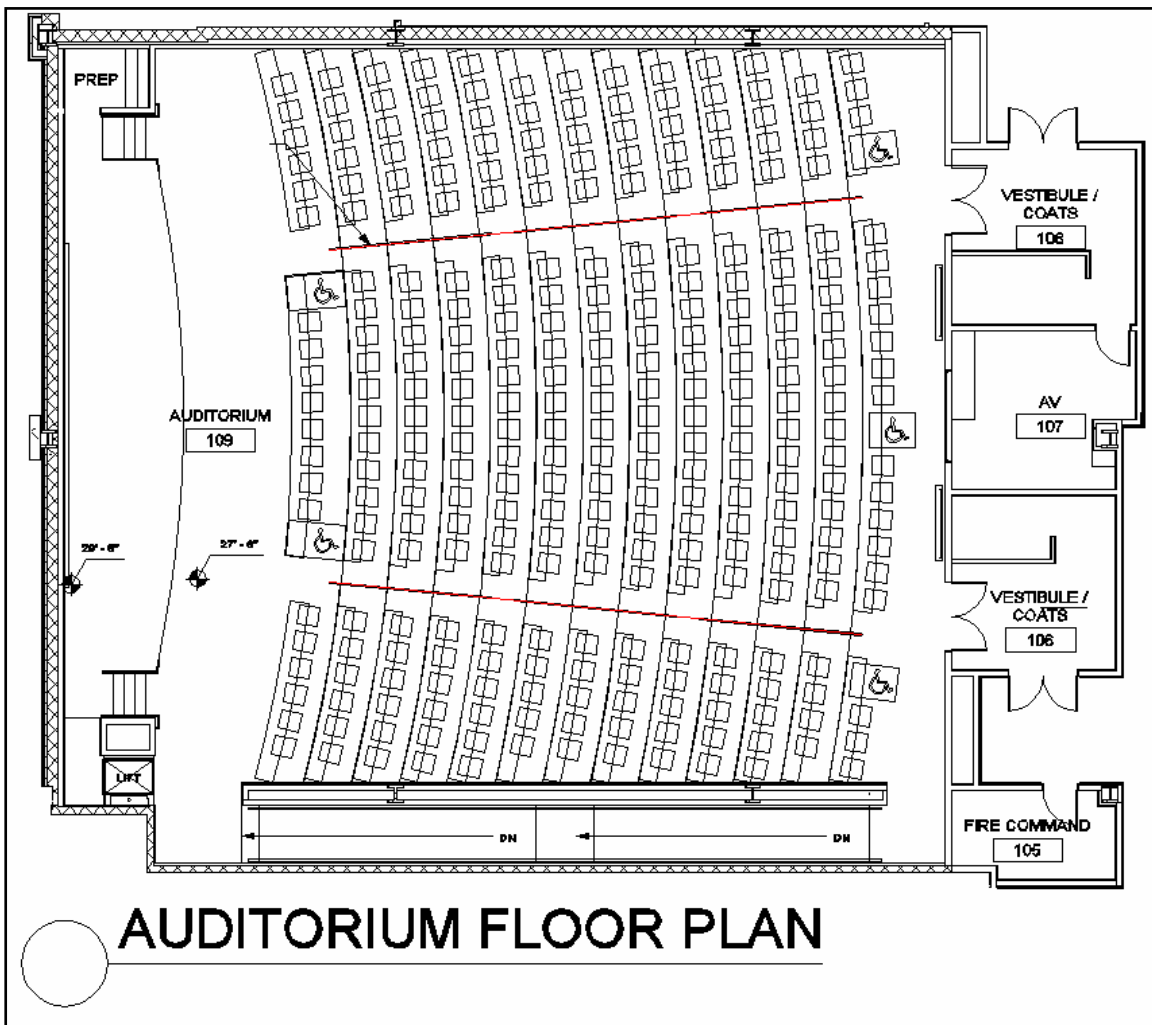 PREP
VESTIBULE /
COATS
106
AUDITORIUM
109
AV
107
29' - 6"
27' - 6"
VESTIBULE /
COATS
106
LIFT
DN
DN
FIRE COMMAND
105
AUDITORIUM FLOOR PLAN